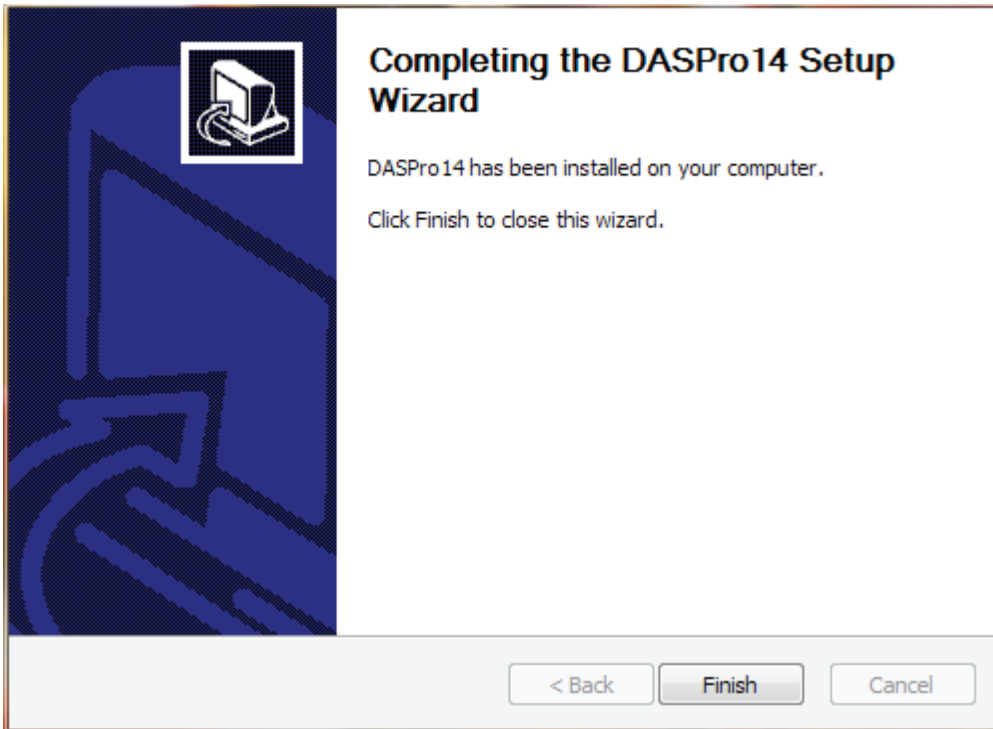 Completing the DASPro14 Setup
Wizard
DASPro14 has been installed on your computer.
Click Finish to close this wizard.
< Back
Finish
Cancel